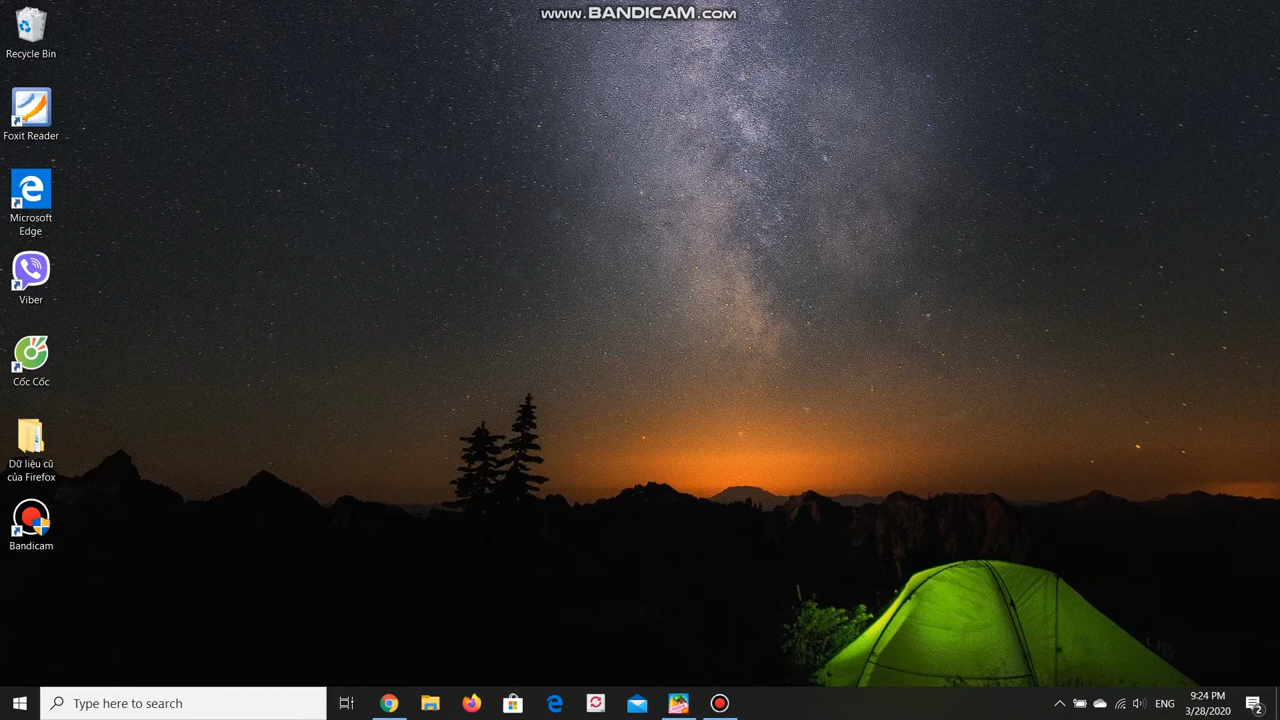 www.BANDICAM.com
Recycle Bin
Foxit Reader
Microsoft
Edge
Viber
Cốc Cốc
Dữ liệu cũ
của Firefox
Bandicam
Type here to search
ENG
9:24 PM
3/28/2020
2